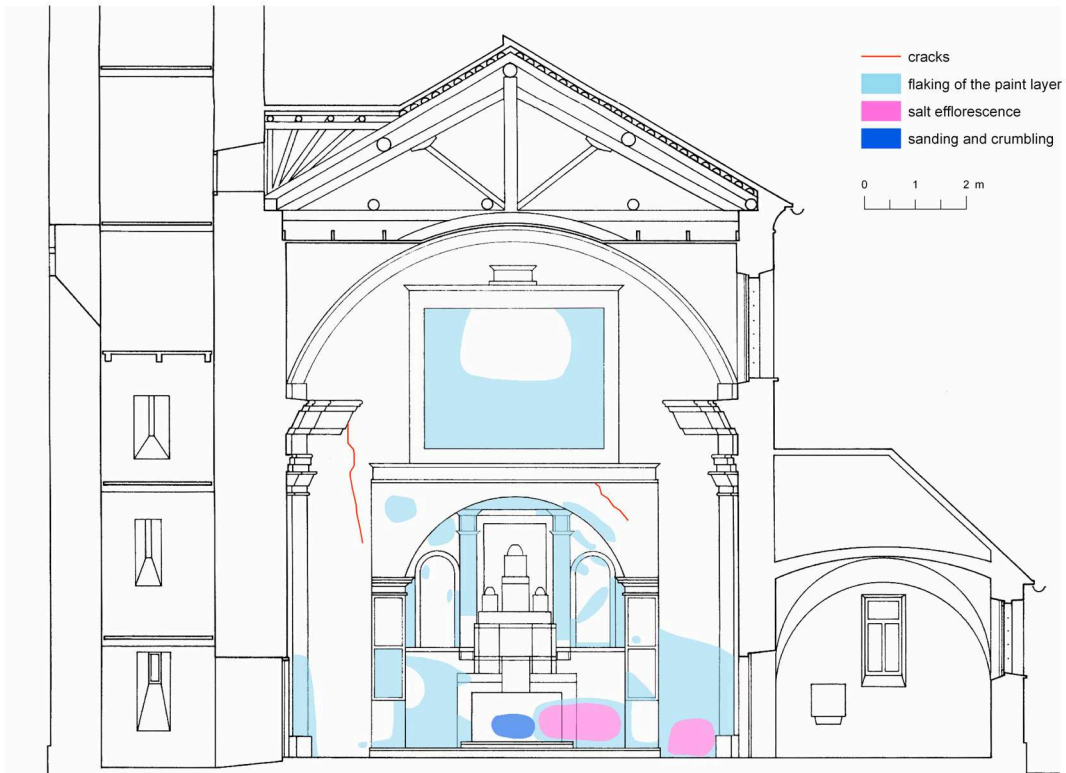 cracks
flaking of the paint layer
salt efflorescence
sanding and crumbling
0 1 2 m